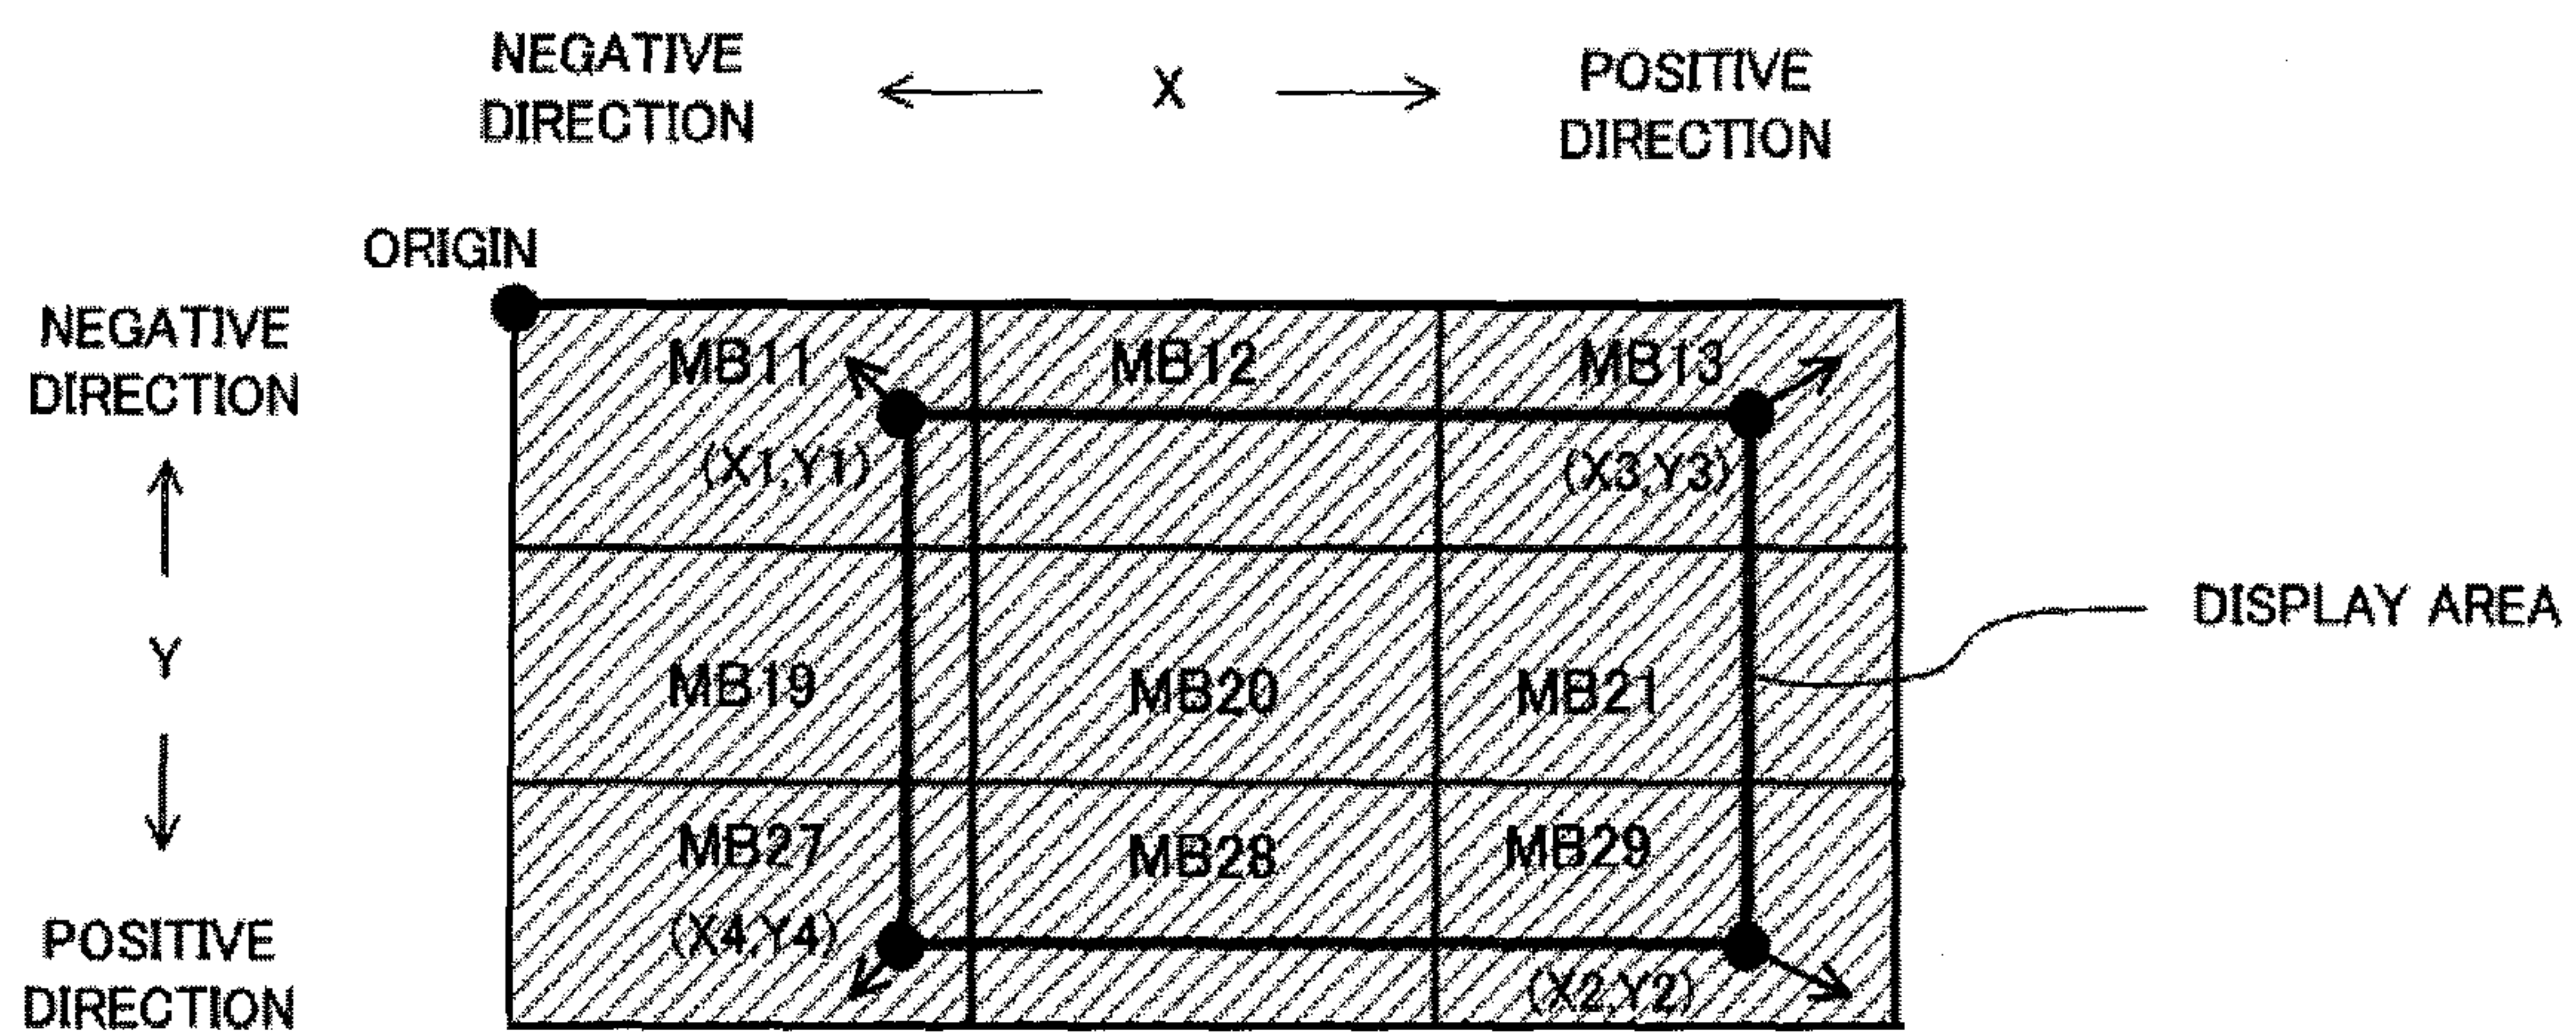 NEGATIVE
DIRECTION
X
POSITIVE
DIRECTION
ORIGIN
NEGATIVE
DIRECTION
Y
POSITIVE
DIRECTION
MB11
MB12
MB13
(X1,Y1)
(X3,Y3)
MB19
MB20
MB21
DISPLAY AREA
MB27
MB28
MB29
(X4,Y4)
(X2,Y2)